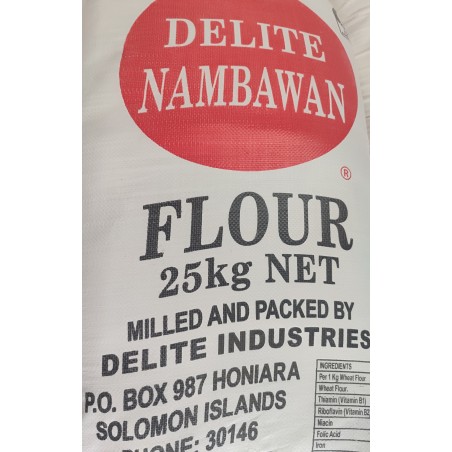 DELITE
NAMBAWAN
®
FLOUR
25kg NET
MILLED AND PACKED BY
DELITE INDUSTRIES
P.O. BOX 987 HONIARA
SOLOMON ISLANDS
PHONE: 30146
INGREDIENTS
Per 1 Kg Wheat Flour
Wheat Flour.
Thiamin (Vitamin B1)
Riboflavin (Vitamin B2
Niacin
Folic Acid
Iron